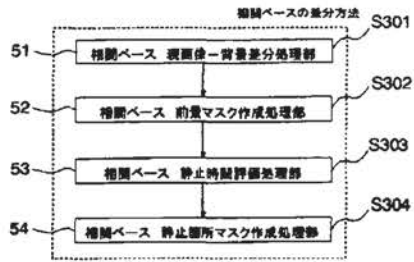 相関ベースの差分方法
S301
51
相関ベース 現画像ー背景差分処理部
S302
52
相関ベース 前景マスク作成処理部
S303
53
相関ベース 静止時間評価処理部
S304
54
相関ベース 静止箇所マスク作成処理部